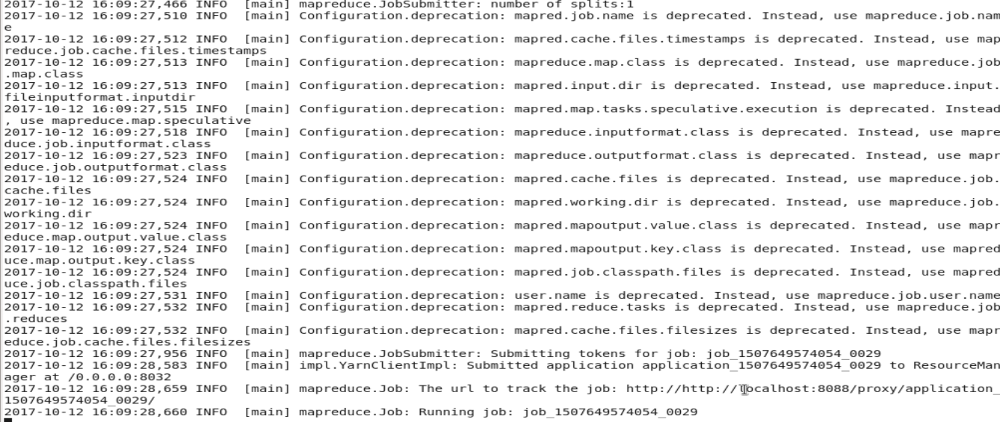 2017-10-12 16:09:27,466 INFO  [main] mapreduce.JobSubmitter: number of splits:1
2017-10-12 16:09:27,510 INFO  [main] Configuration.deprecation: mapred.job.name is deprecated. Instead, use mapreduce.job.nam
e
2017-10-12 16:09:27,512 INFO  [main] Configuration.deprecation: mapred.cache.files.timestamps is deprecated. Instead, use map
reduce.job.cache.files.timestamps
2017-10-12 16:09:27,513 INFO  [main] Configuration.deprecation: mapreduce.map.class is deprecated. Instead, use mapreduce.job
.map.class
2017-10-12 16:09:27,513 INFO  [main] Configuration.deprecation: mapred.input.dir is deprecated. Instead, use mapreduce.input.
fileinputformat.inputdir
2017-10-12 16:09:27,515 INFO  [main] Configuration.deprecation: mapred.map.tasks.speculative.execution is deprecated. Instead
, use mapreduce.map.speculative
2017-10-12 16:09:27,518 INFO  [main] Configuration.deprecation: mapreduce.inputformat.class is deprecated. Instead, use mapre
duce.job.inputformat.class
2017-10-12 16:09:27,523 INFO  [main] Configuration.deprecation: mapreduce.outputformat.class is deprecated. Instead, use mapr
educe.job.outputformat.class
2017-10-12 16:09:27,524 INFO  [main] Configuration.deprecation: mapred.cache.files is deprecated. Instead, use mapreduce.job.
cache.files
2017-10-12 16:09:27,524 INFO  [main] Configuration.deprecation: mapred.working.dir is deprecated. Instead, use mapreduce.job.
working.dir
2017-10-12 16:09:27,524 INFO  [main] Configuration.deprecation: mapred.mapoutput.value.class is deprecated. Instead, use mapr
educe.map.output.value.class
2017-10-12 16:09:27,524 INFO  [main] Configuration.deprecation: mapred.mapoutput.key.class is deprecated. Instead, use mapred
uce.map.output.key.class
2017-10-12 16:09:27,524 INFO  [main] Configuration.deprecation: mapred.job.classpath.files is deprecated. Instead, use mapred
uce.job.classpath.files
2017-10-12 16:09:27,531 INFO  [main] Configuration.deprecation: user.name is deprecated. Instead, use mapreduce.job.user.name
2017-10-12 16:09:27,532 INFO  [main] Configuration.deprecation: mapred.reduce.tasks is deprecated. Instead, use mapreduce.job
.reduces
2017-10-12 16:09:27,532 INFO  [main] Configuration.deprecation: mapred.cache.files.filesizes is deprecated. Instead, use mapr
educe.job.cache.files.filesizes
2017-10-12 16:09:27,956 INFO  [main] mapreduce.JobSubmitter: Submitting tokens for job: job_1507649574054_0029
2017-10-12 16:09:28,583 INFO  [main] impl.YarnClientImpl: Submitted application application_1507649574054_0029 to ResourceMan
ager at /0.0.0.0:8032
2017-10-12 16:09:28,659 INFO  [main] mapreduce.Job: The url to track the job: http://http://localhost:8088/proxy/application_
1507649574054_0029/
2017-10-12 16:09:28,660 INFO  [main] mapreduce.Job: Running job: job_1507649574054_0029